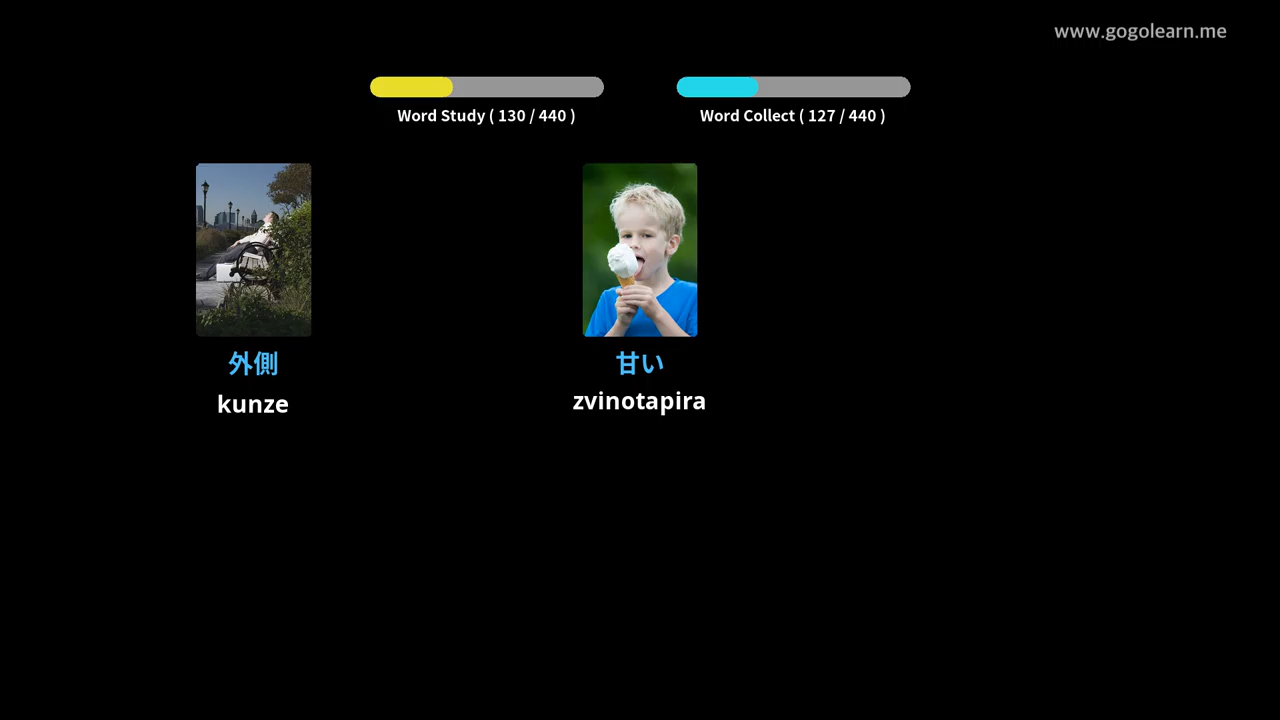 www.gogolearn.me
Word Study ( 130 / 440 )
Word Collect ( 127 / 440 )
外側
kunze
甘い
zvinotapira